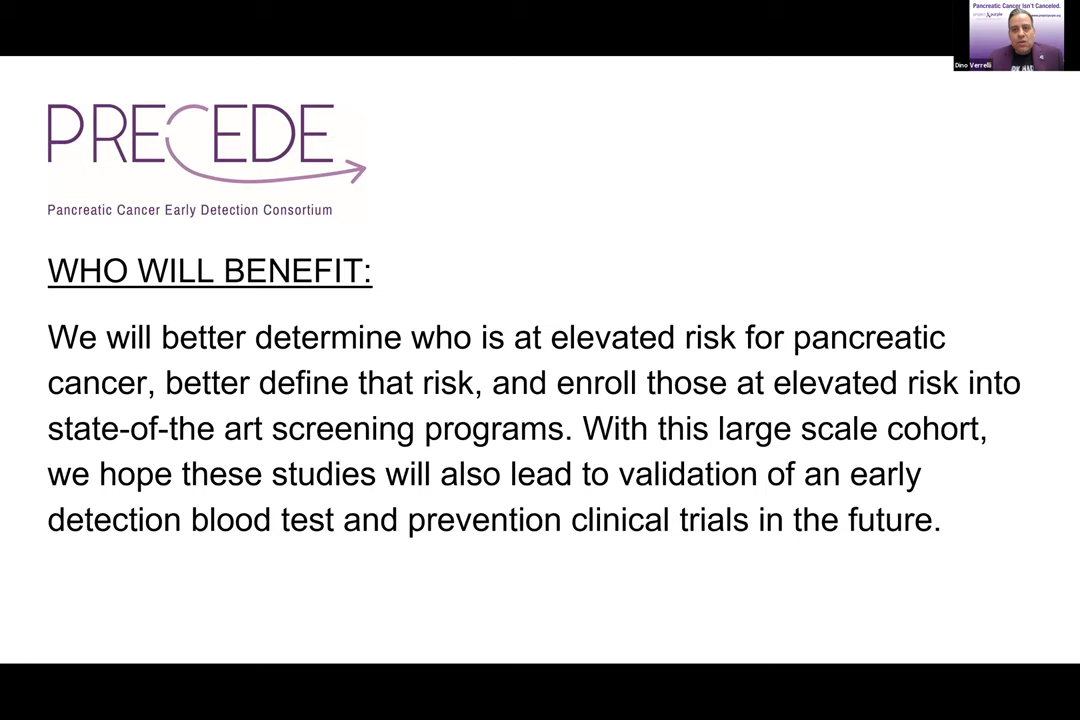 Pancreatic Cancer Isn't Canceled.
Dino Verrelli
PRECEDE
Pancreatic Cancer Early Detection Consortium
WHO WILL BENEFIT:
We will better determine who is at elevated risk for pancreatic
cancer, better define that risk, and enroll those at elevated risk into
state-of-the art screening programs. With this large scale cohort,
we hope these studies will also lead to validation of an early
detection blood test and prevention clinical trials in the future.